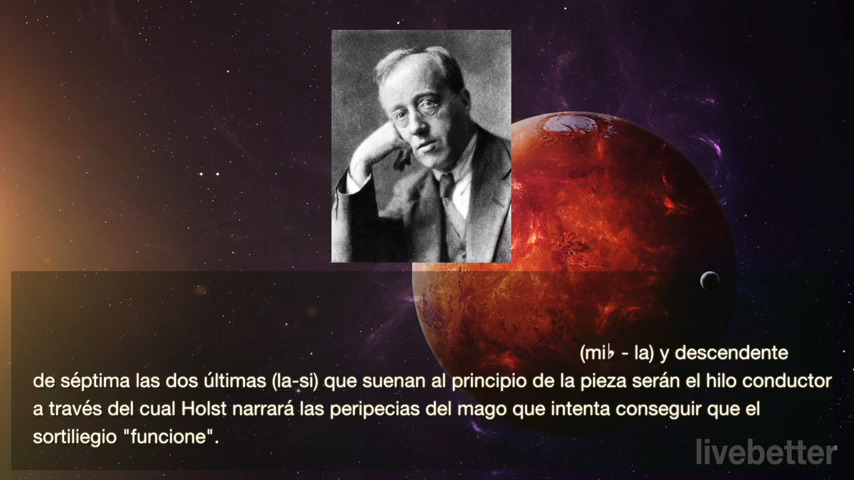 (mi♭ - la) y descendente
de séptima las dos últimas (la-si) que suenan al principio de la pieza serán el hilo conductor
a través del cual Holst narrará las peripecias del mago que intenta conseguir que el
sortiliegio "funcione".
livebetter